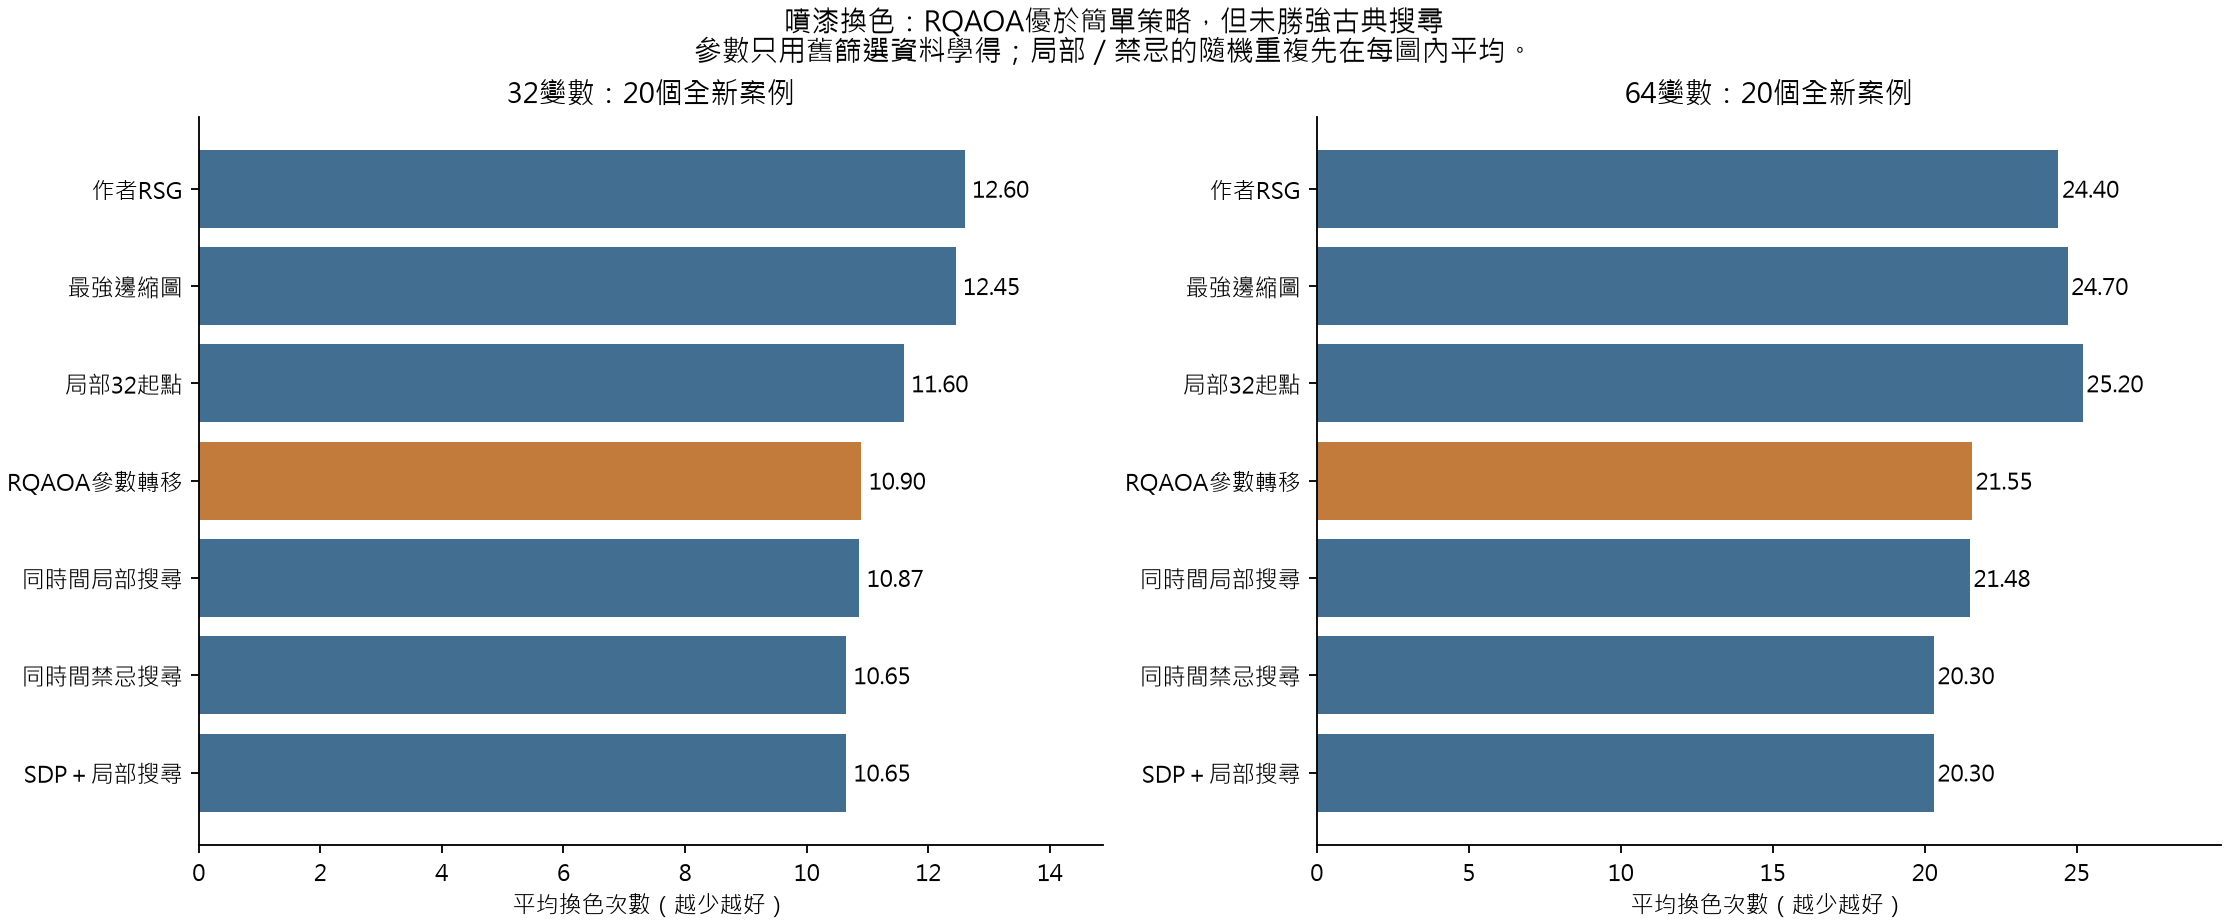 噴漆換色：RQAOA優於簡單策略，但未勝強古典搜尋
參數只用舊篩選資料學得；局部／禁忌的隨機重複先在每圖內平均。
32變數：20個全新案例
作者RSG
12.60
最強邊縮圖
12.45
局部32起點
11.60
RQAOA參數轉移
10.90
同時間局部搜尋
10.87
同時間禁忌搜尋
10.65
SDP＋局部搜尋
10.65
0 2 4 6 8 10 12 14
平均換色次數（越少越好）
64變數：20個全新案例
作者RSG
24.40
最強邊縮圖
24.70
局部32起點
25.20
RQAOA參數轉移
21.55
同時間局部搜尋
21.48
同時間禁忌搜尋
20.30
SDP＋局部搜尋
20.30
0 5 10 15 20 25
平均換色次數（越少越好）